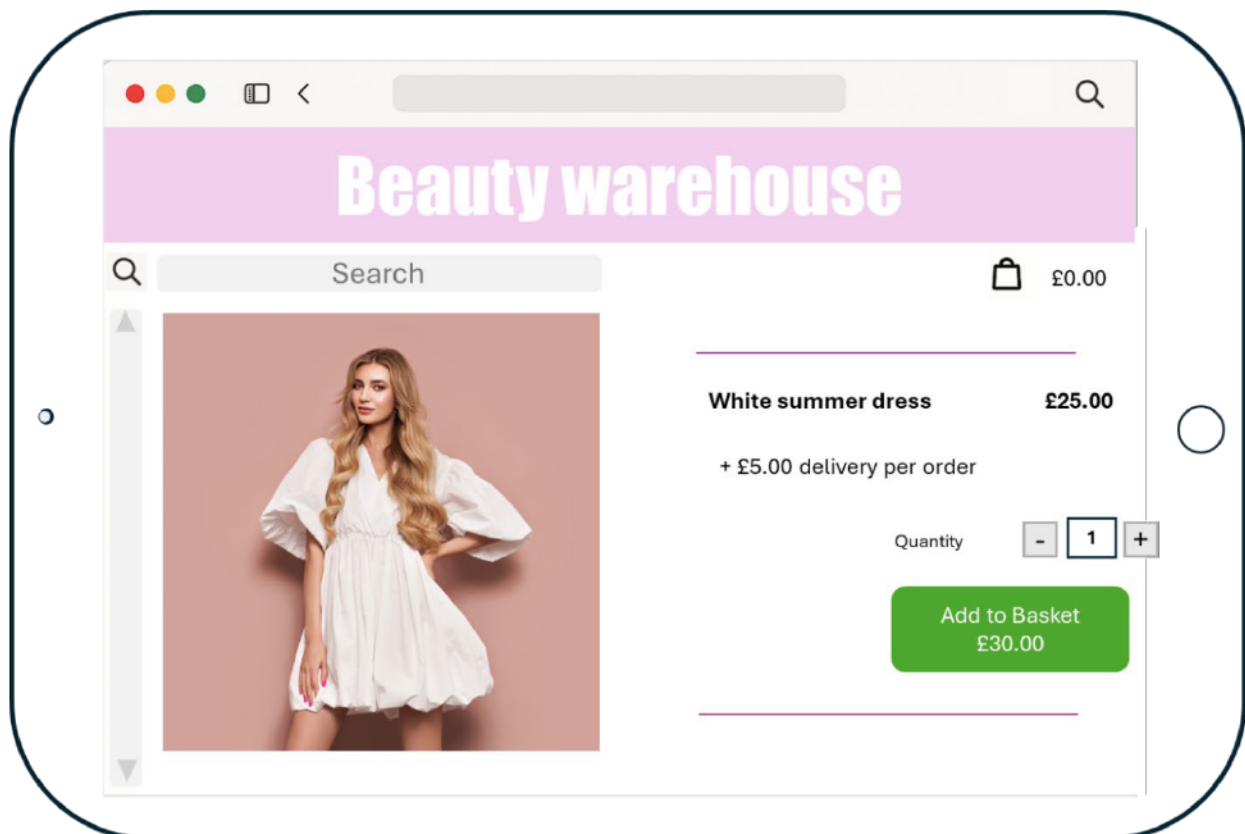 Beauty warehouse
Search
£0.00
White summer dress £25.00
+ £5.00 delivery per order
Quantity - 1 +
Add to Basket
£30.00